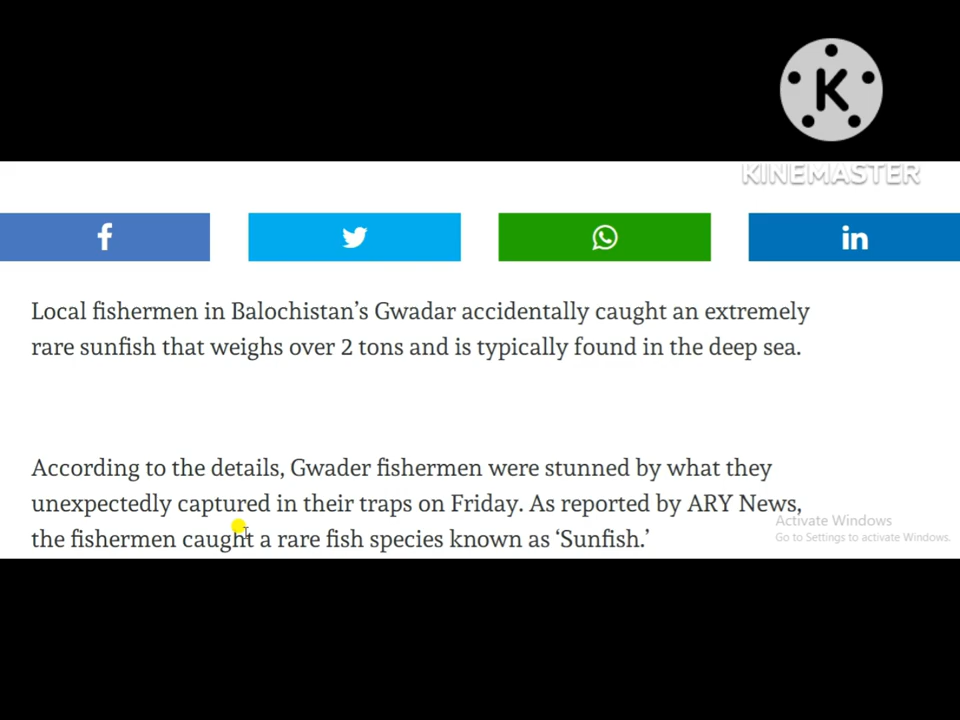 K
KINEMASTER
f
in
Local fishermen in Balochistan’s Gwadar accidentally caught an extremely
rare sunfish that weighs over 2 tons and is typically found in the deep sea.
According to the details, Gwader fishermen were stunned by what they
unexpectedly captured in their traps on Friday. As reported by ARY News,
the fishermen caught a rare fish species known as ‘Sunfish.’
Activate Windows
Go to Settings to activate Windows.